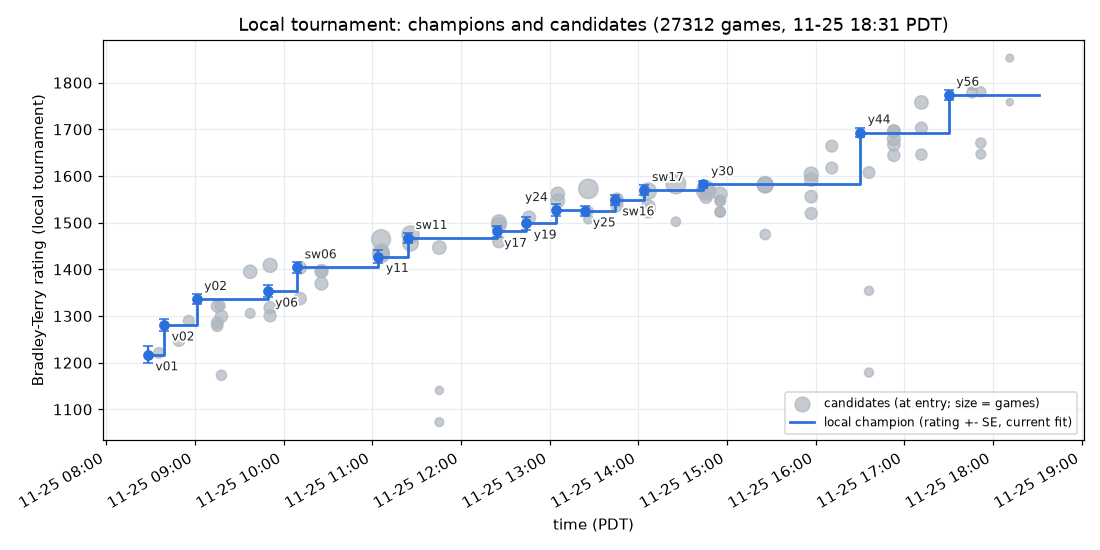 Local tournament: champions and candidates (27312 games, 11-25 18:31 PDT)
Bradley-Terry rating (local tournament)
1800
1700
1600
1500
1400
1300
1200
1100
v01
v02
y02
y06
sw06
y11
sw11
y17
y19
y24
y25
sw16
sw17
y30
y44
y56
candidates (at entry; size = games)
local champion (rating +- SE, current fit)
11-25 08:00
11-25 09:00
11-25 10:00
11-25 11:00
11-25 12:00
11-25 13:00
11-25 14:00
11-25 15:00
11-25 16:00
11-25 17:00
11-25 18:00
11-25 19:00
time (PDT)